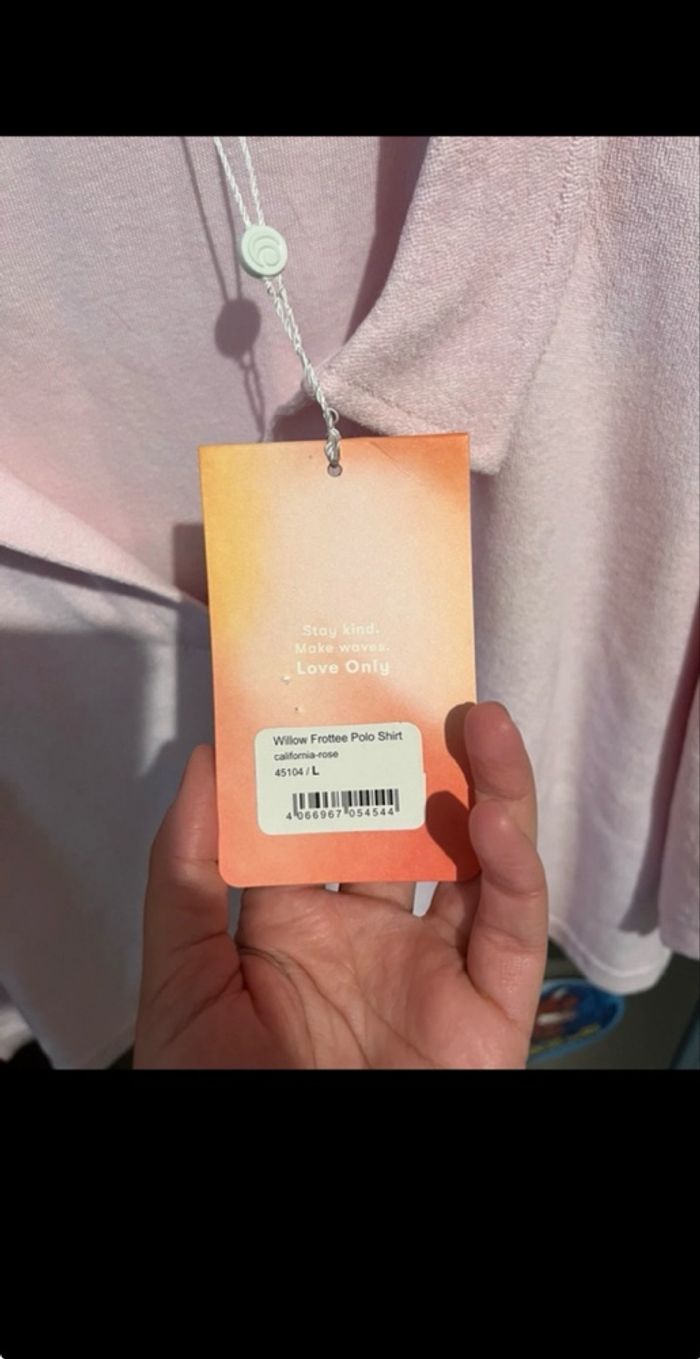 Stay kind.
Make waves.
Love Only
Willow Frottee Polo Shirt
california-rose
45104 / L
4 066967 054544